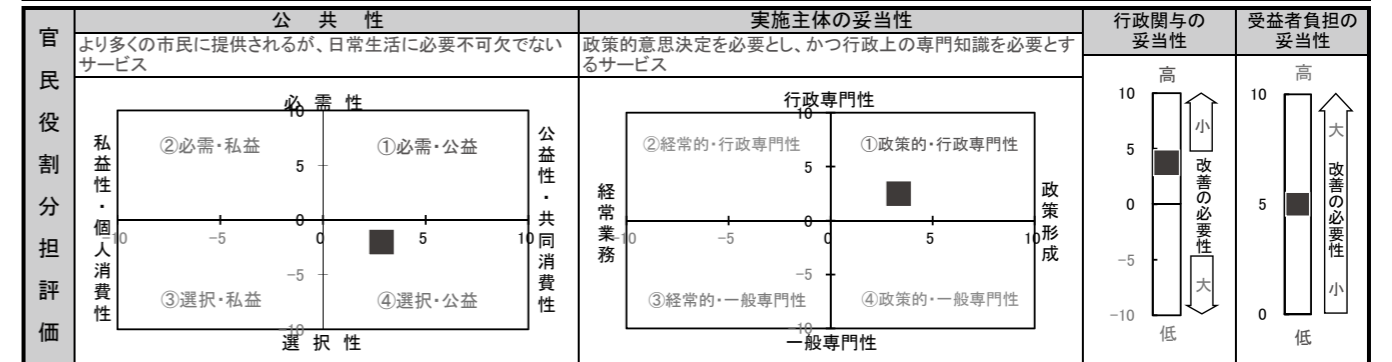 官民役割分担評価
公共性
より多くの市民に提供されるが、日常生活に必要不可欠でない
サービス
必需性
10
私益性・個人消費性
②必需・私益
①必需・公益
公益性・共同消費性
5
0
-10
-5
0
5
10
-5
③選択・私益
④選択・公益
-10
選択性
実施主体の妥当性
政策的意思決定を必要とし、かつ行政上の専門知識を必要とす
るサービス
行政専門性
10
②経常的・行政専門性
①政策的・行政専門性
5
経常業務
政策形成
0
-10
-5
0
5
10
-5
③経常的・一般専門性
④政策的・一般専門性
-10
一般専門性
行政関与の
妥当性
高
10
5
0
-5
-10
低
小
改善の必要性
大
受益者負担の
妥当性
高
10
5
0
低
大
改善の必要性
小